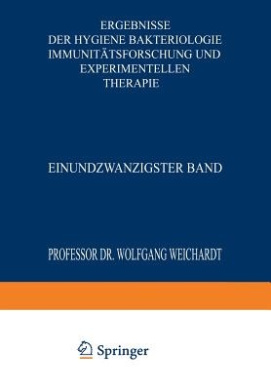 ERGEBNISSE
DER HYGIENE BAKTERIOLOGIE
IMMUNITÄTSFORSCHUNG UND
EXPERIMENTELLEN
THERAPIE
EINUNDZWANZIGSTER BAND
PROFESSOR DR. WOLFGANG WEICHARDT
Springer